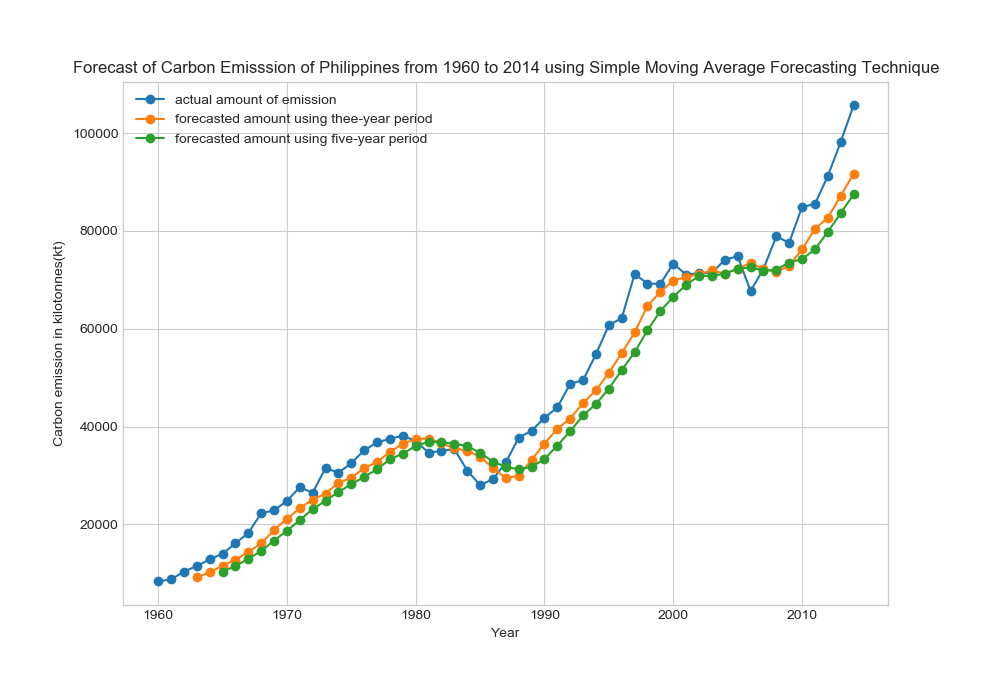 Forecast of Carbon Emisssion of Philippines from 1960 to 2014 using Simple Moving Average Forecasting Technique
actual amount of emission
forecasted amount using thee-year period
forecasted amount using five-year period
100000
80000
60000
40000
20000
Carbon emission in kilotonnes(kt)
1960 1970 1980 1990 2000 2010
Year